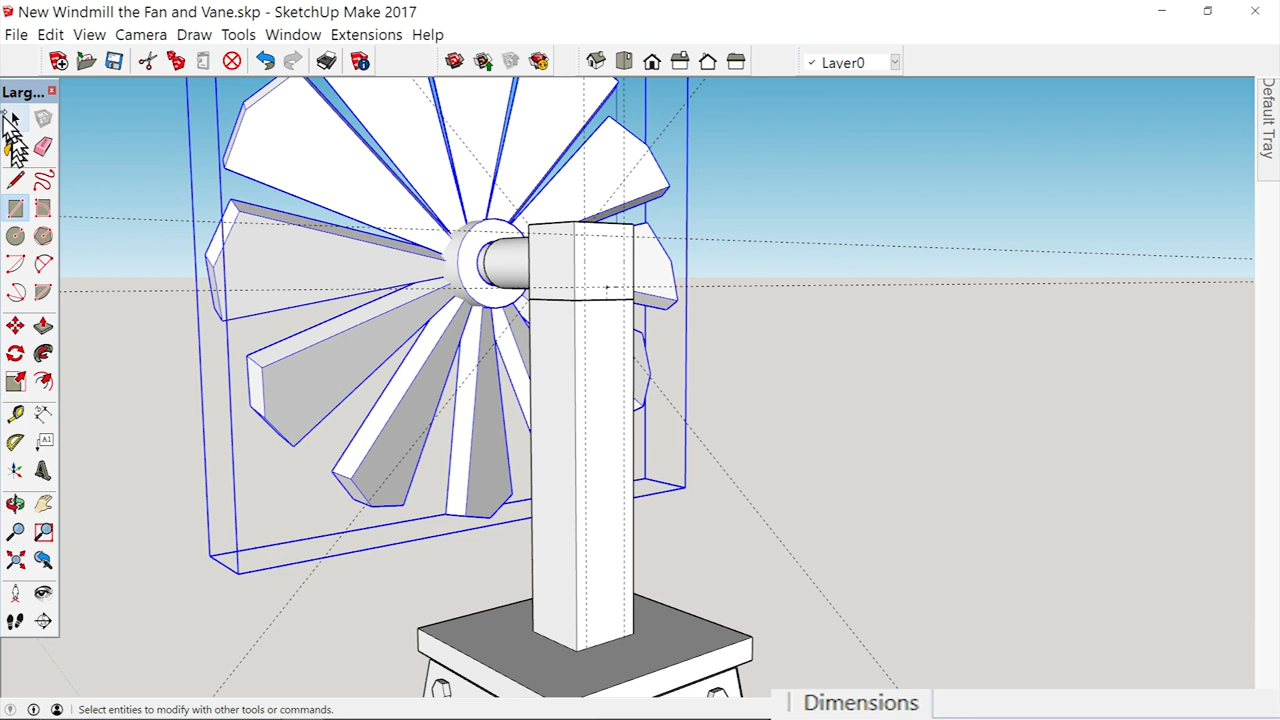 New Windmill the Fan and Vane.skp - SketchUp Make 2017
File Edit View Camera Draw Tools Window Extensions Help
✓ Layer0
Larg...
Default Tray
A1
Select entities to modify with other tools or commands.
Dimensions